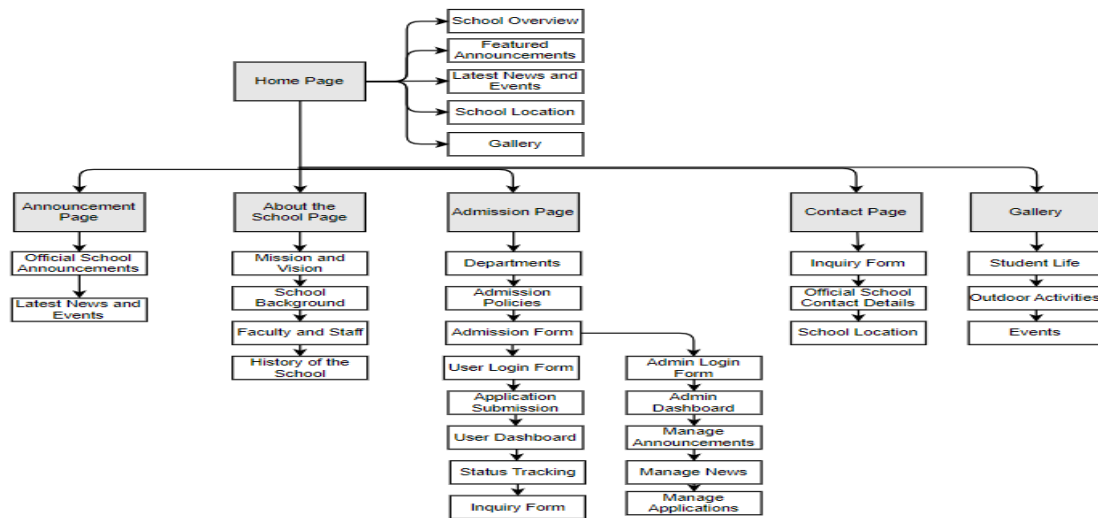 School Overview
Featured
Announcements
Home Page
Latest News and
Events
School Location
Gallery
Announcement
Page
About the
School Page
Admission Page
Contact Page
Gallery
Official School
Announcements
Mission and
Vision
Departments
Inquiry Form
Student Life
Latest News and
Events
School
Background
Admission
Policies
Official School
Contact Details
Outdoor Activities
Faculty and Staff
Admission Form
School Location
Events
History of the
School
User Login Form
Admin Login
Form
Application
Submission
Admin
Dashboard
User Dashboard
Manage
Announcements
Status Tracking
Manage News
Inquiry Form
Manage
Applications